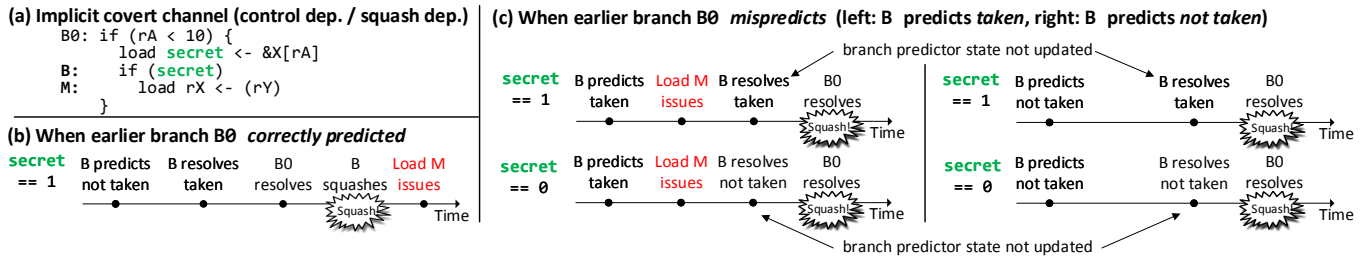 (a) Implicit covert channel (control dep. / squash dep.)
B0: if (rA < 10) {
load secret <- &X[rA]
B: if (secret)
M: load rX <- (rY)
}
(b) When earlier branch B0 correctly predicted
secret == 1
B predicts not taken
B resolves taken
B0 resolves
B squashes
Load M issues
Squash!
Time
(c) When earlier branch B0 mispredicts (left: B predicts taken, right: B predicts not taken)
branch predictor state not updated
secret == 1
B predicts taken
Load M issues
B resolves taken
B0 resolves
Squash!
Time
secret == 0
B predicts taken
Load M issues
B resolves not taken
B0 resolves
Squash!
Time
secret == 1
B predicts not taken
B resolves taken
B0 resolves
Squash!
Time
secret == 0
B predicts not taken
B resolves not taken
B0 resolves
Squash!
Time
branch predictor state not updated